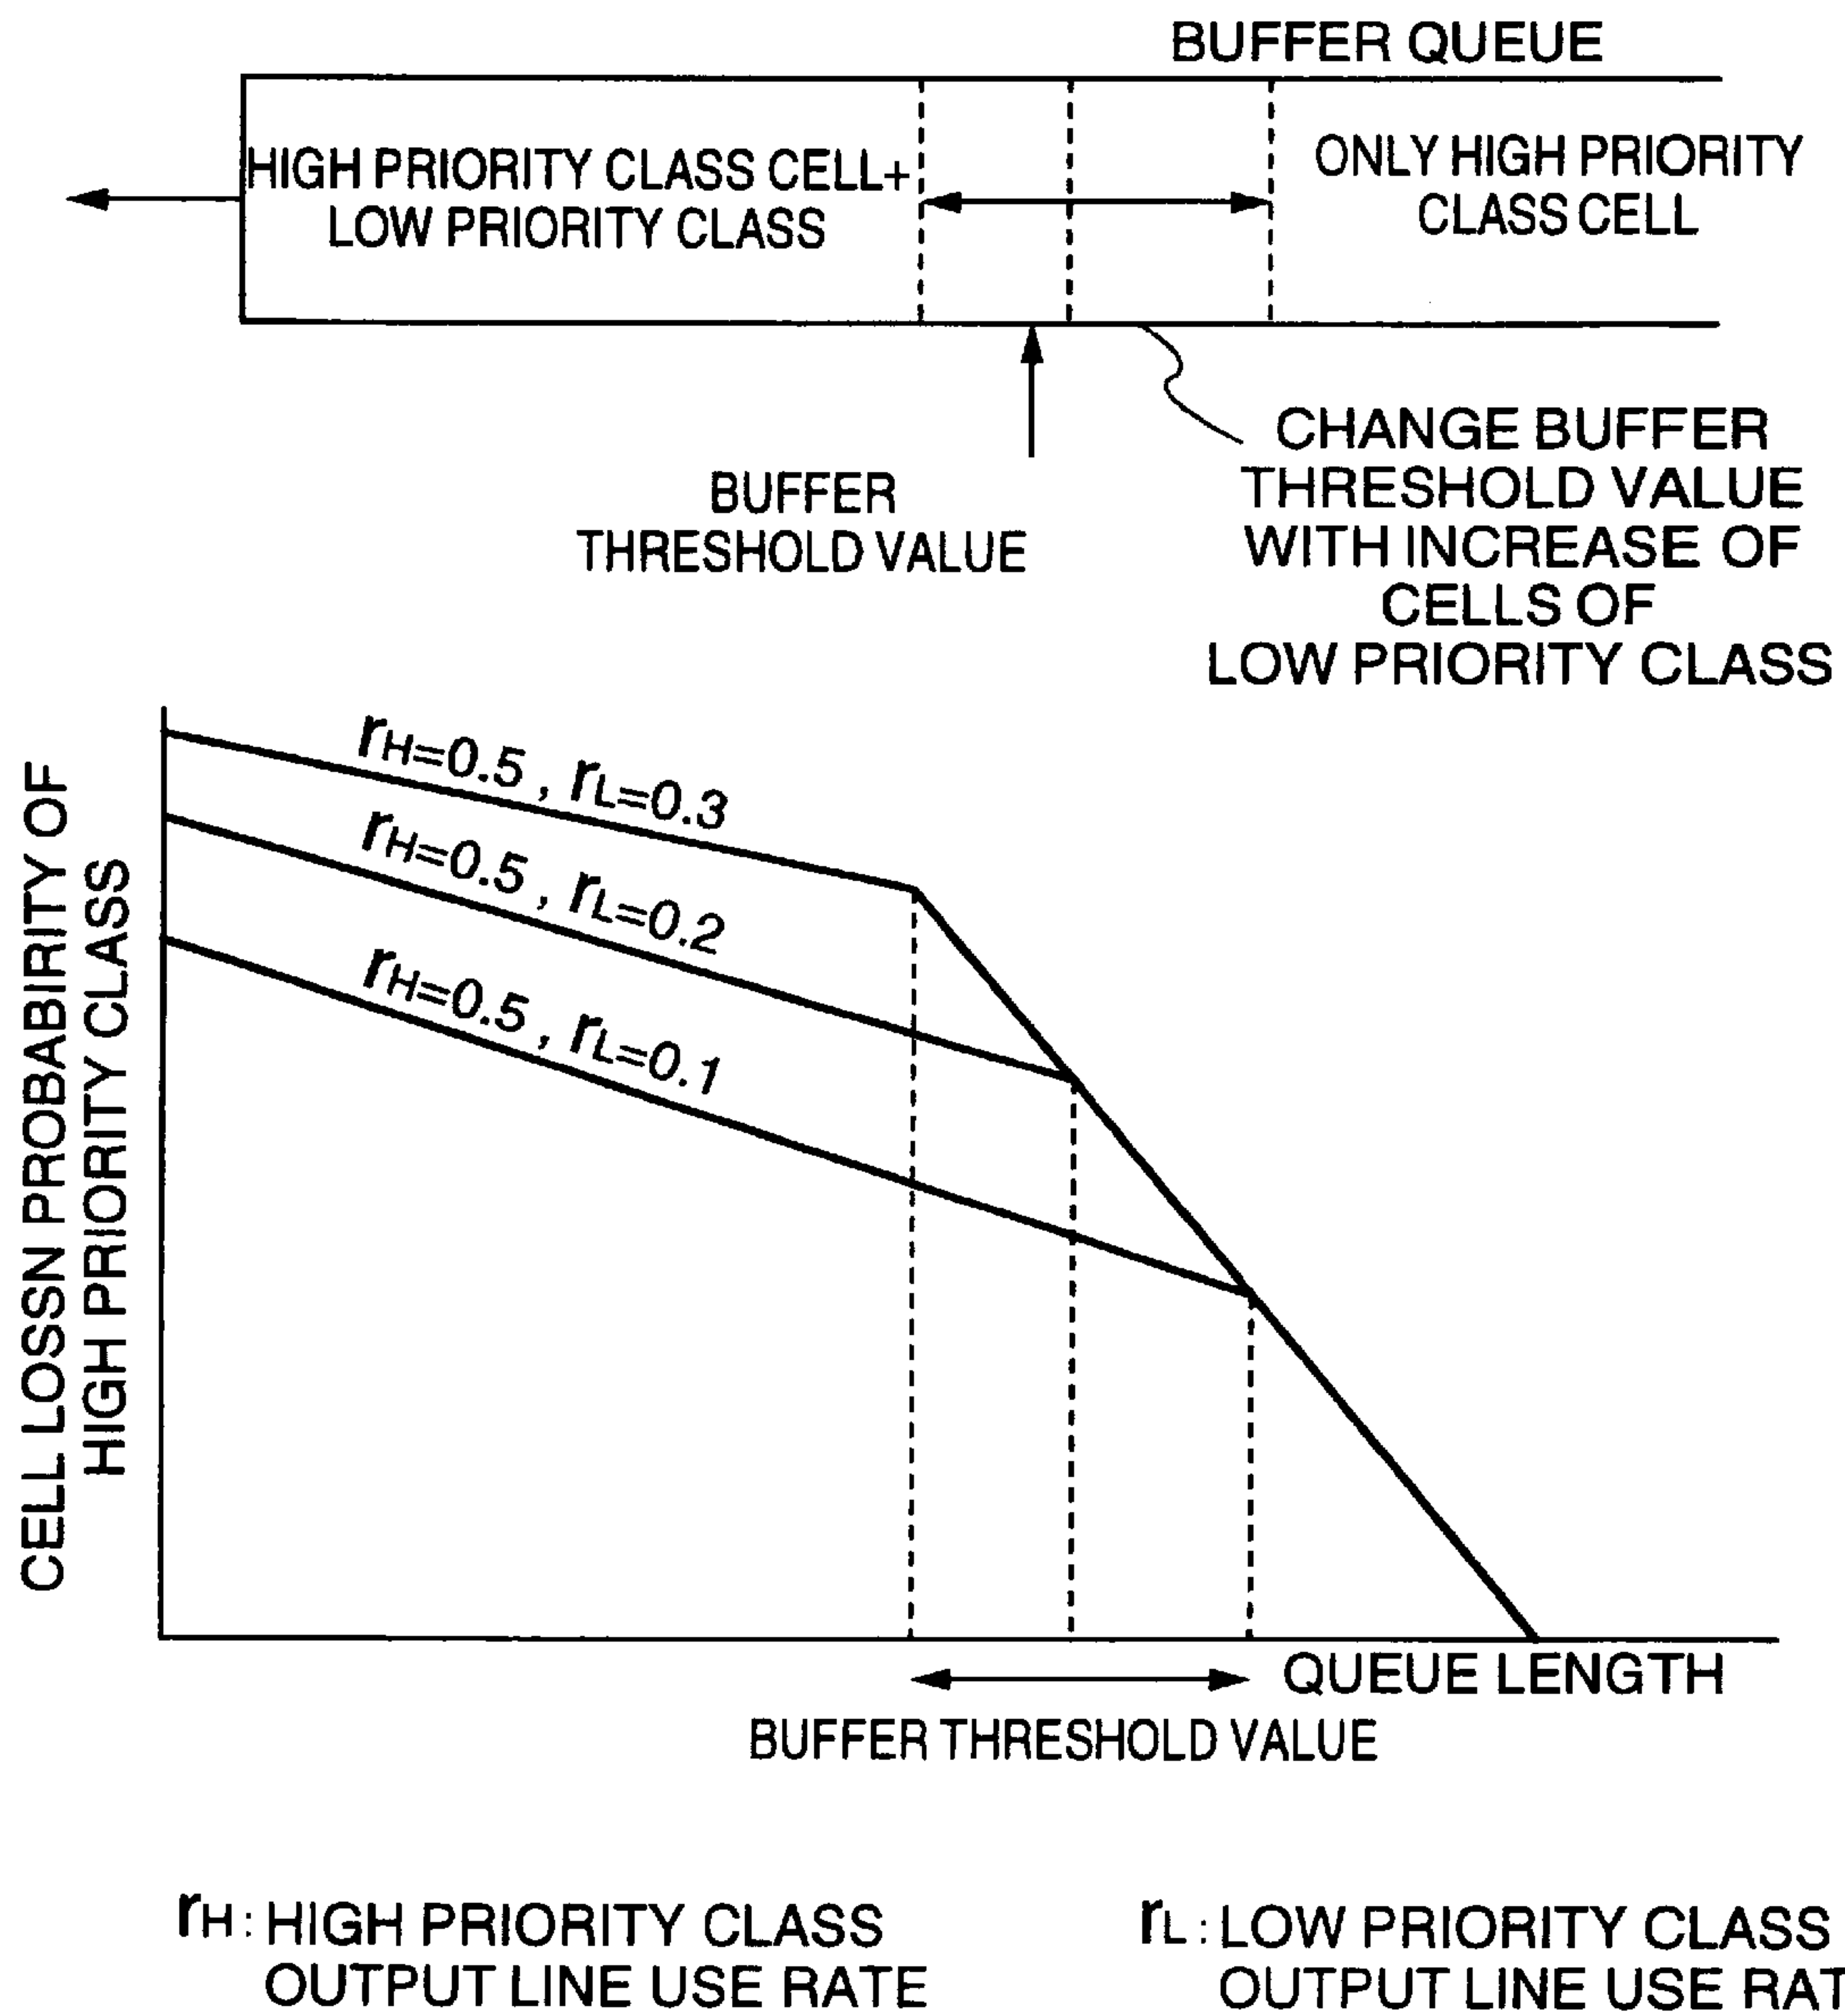 BUFFER QUEUE
HIGH PRIORITY CLASS CELL+
LOW PRIORITY CLASS
ONLY HIGH PRIORITY
CLASS CELL
BUFFER
THRESHOLD VALUE
CHANGE BUFFER
THRESHOLD VALUE
WITH INCREASE OF
CELLS OF
LOW PRIORITY CLASS
CELL LOSSN PROBABIRITY OF
HIGH PRIORITY CLASS
rH=0.5 , rL=0.3
rH=0.5 , rL=0.2
rH=0.5 , rL=0.1
QUEUE LENGTH
BUFFER THRESHOLD VALUE
rH: HIGH PRIORITY CLASS
OUTPUT LINE USE RATE
rL: LOW PRIORITY CLASS
OUTPUT LINE USE RAT